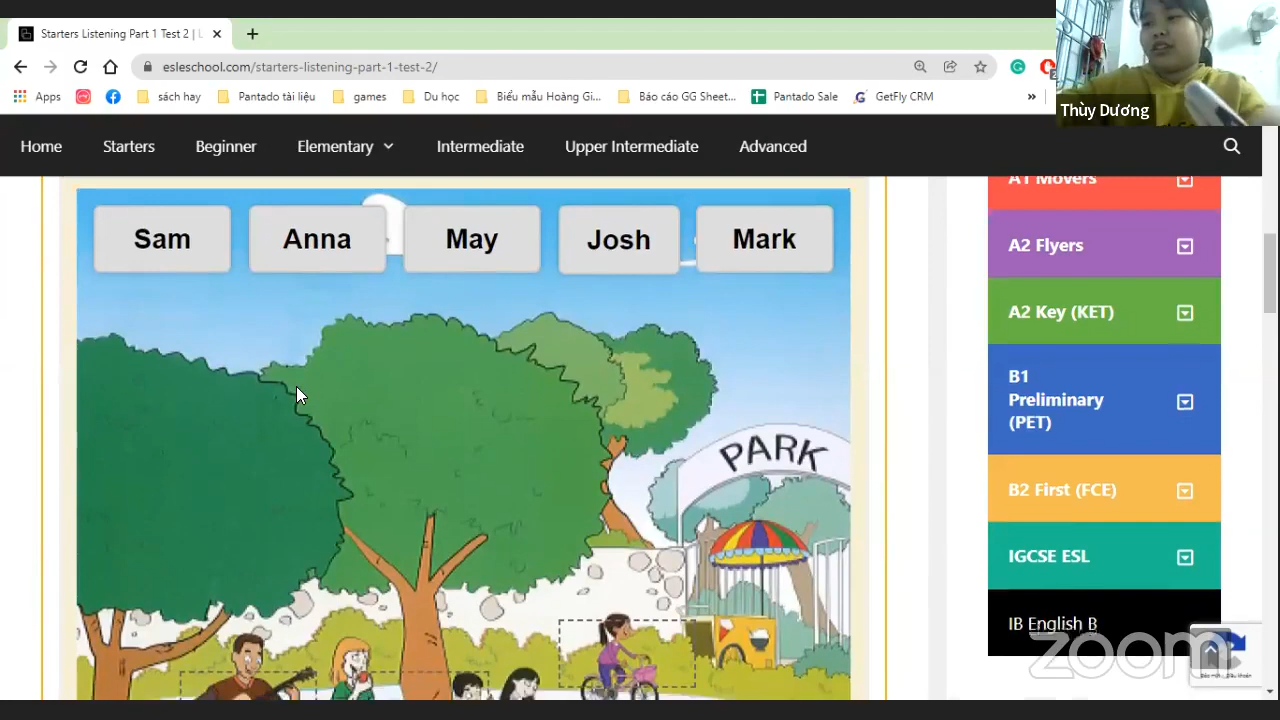 Starters Listening Part 1 Test 2 | L
Thùy Dương
esleschool.com/starters-listening-part-1-test-2/
Apps
sách hay
Pantado tài liệu
games
Du học
Biểu mẫu Hoàng Gi...
Báo cáo GG Sheet...
Pantado Sale
GetFly CRM
»
Home
Starters
Beginner
Elementary
Intermediate
Upper Intermediate
Advanced
Sam
Anna
May
Josh
Mark
PARK
A1 Movers
A2 Flyers
A2 Key (KET)
B1
Preliminary
(PET)
B2 First (FCE)
IGCSE ESL
IB English B
zoom